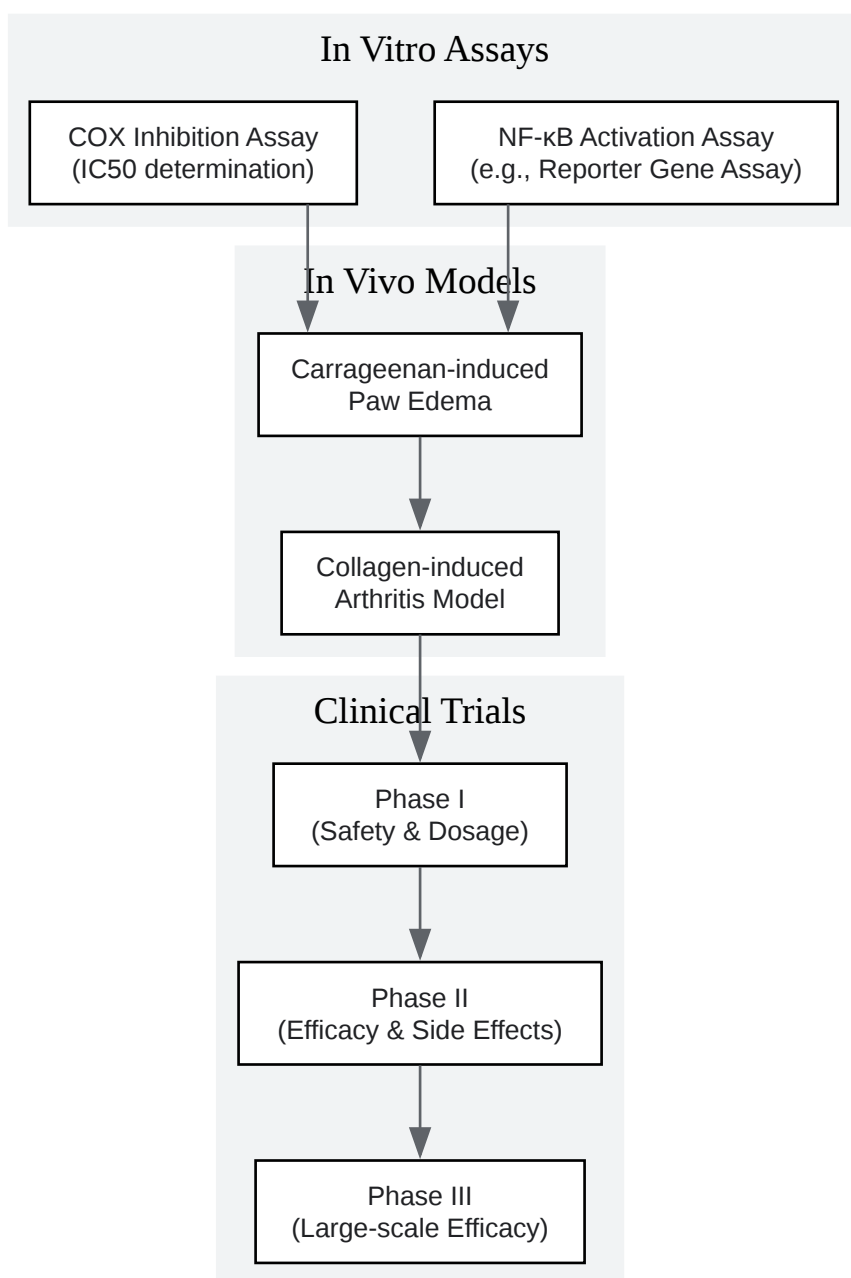 In Vitro Assays
COX Inhibition Assay
(IC50 determination)
NF-κB Activation Assay
(e.g., Reporter Gene Assay)
In Vivo Models
Carrageenan-induced
Paw Edema
Collagen-induced
Arthritis Model
Clinical Trials
Phase I
(Safety & Dosage)
Phase II
(Efficacy & Side Effects)
Phase III
(Large-scale Efficacy)